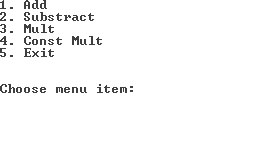 1. Add
2. Substract
3. Mult
4. Const Mult
5. Exit
Choose menu item: